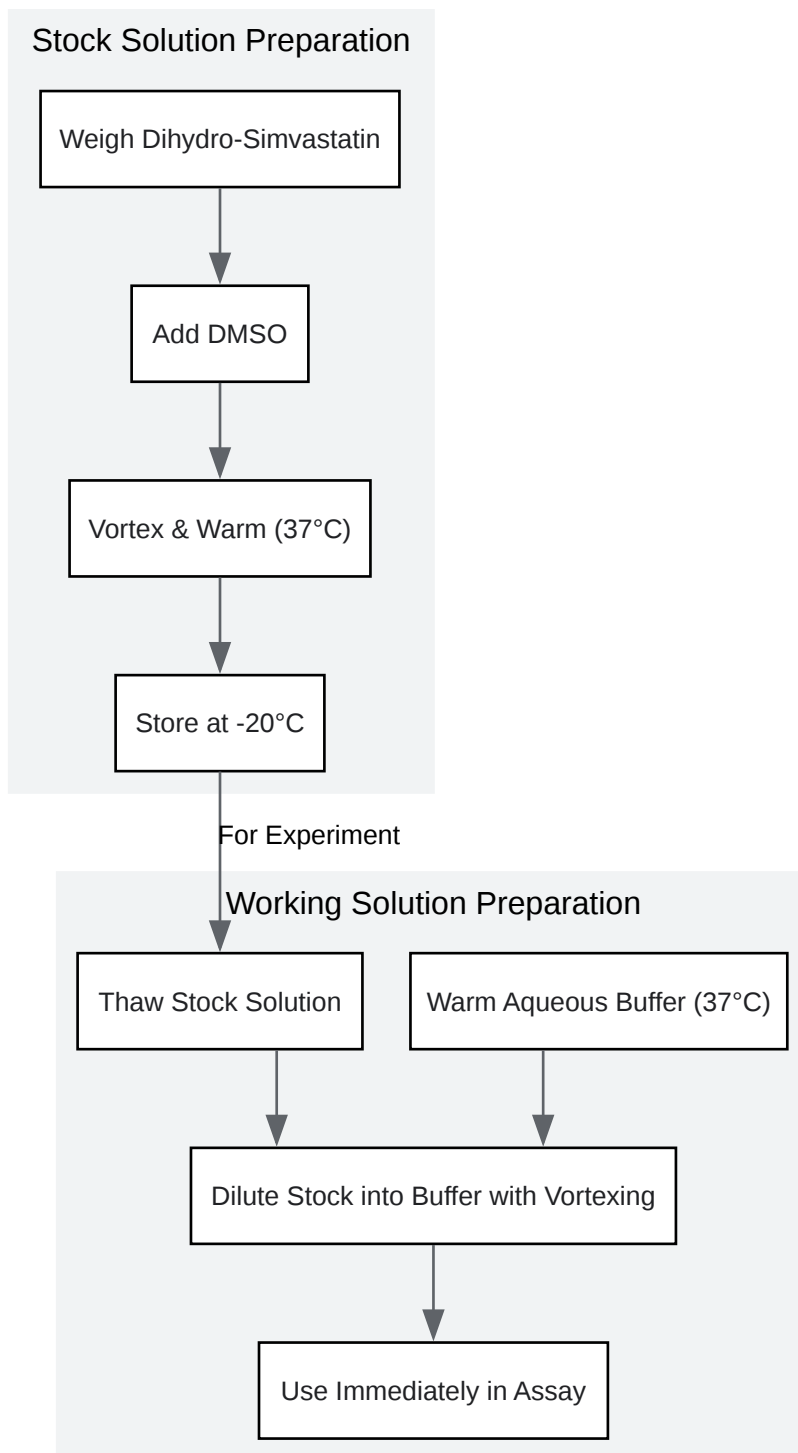 Stock Solution Preparation
Weigh Dihydro-Simvastatin
Add DMSO
Vortex & Warm (37°C)
Store at -20°C
For Experiment
Working Solution Preparation
Thaw Stock Solution
Warm Aqueous Buffer (37°C)
Dilute Stock into Buffer with Vortexing
Use Immediately in Assay